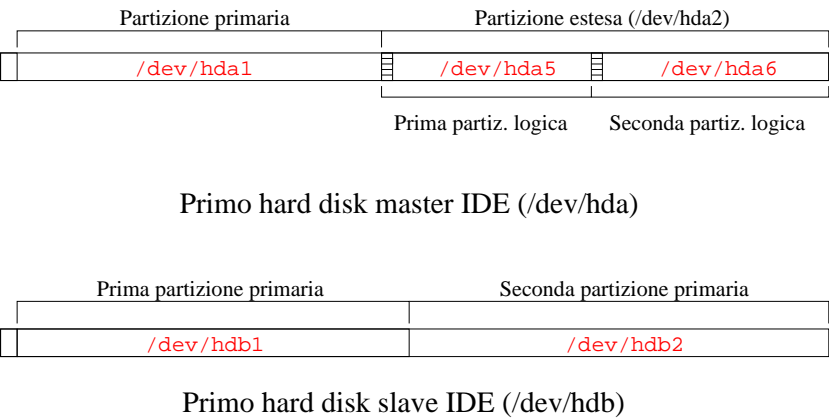 Partizione primaria Partizione estesa (/dev/hda2)
/dev/hda1 /dev/hda5 /dev/hda6
Prima partiz. logica Seconda partiz. logica
Primo hard disk master IDE (/dev/hda)
Prima partizione primaria Seconda partizione primaria
/dev/hdb1 /dev/hdb2
Primo hard disk slave IDE (/dev/hdb)